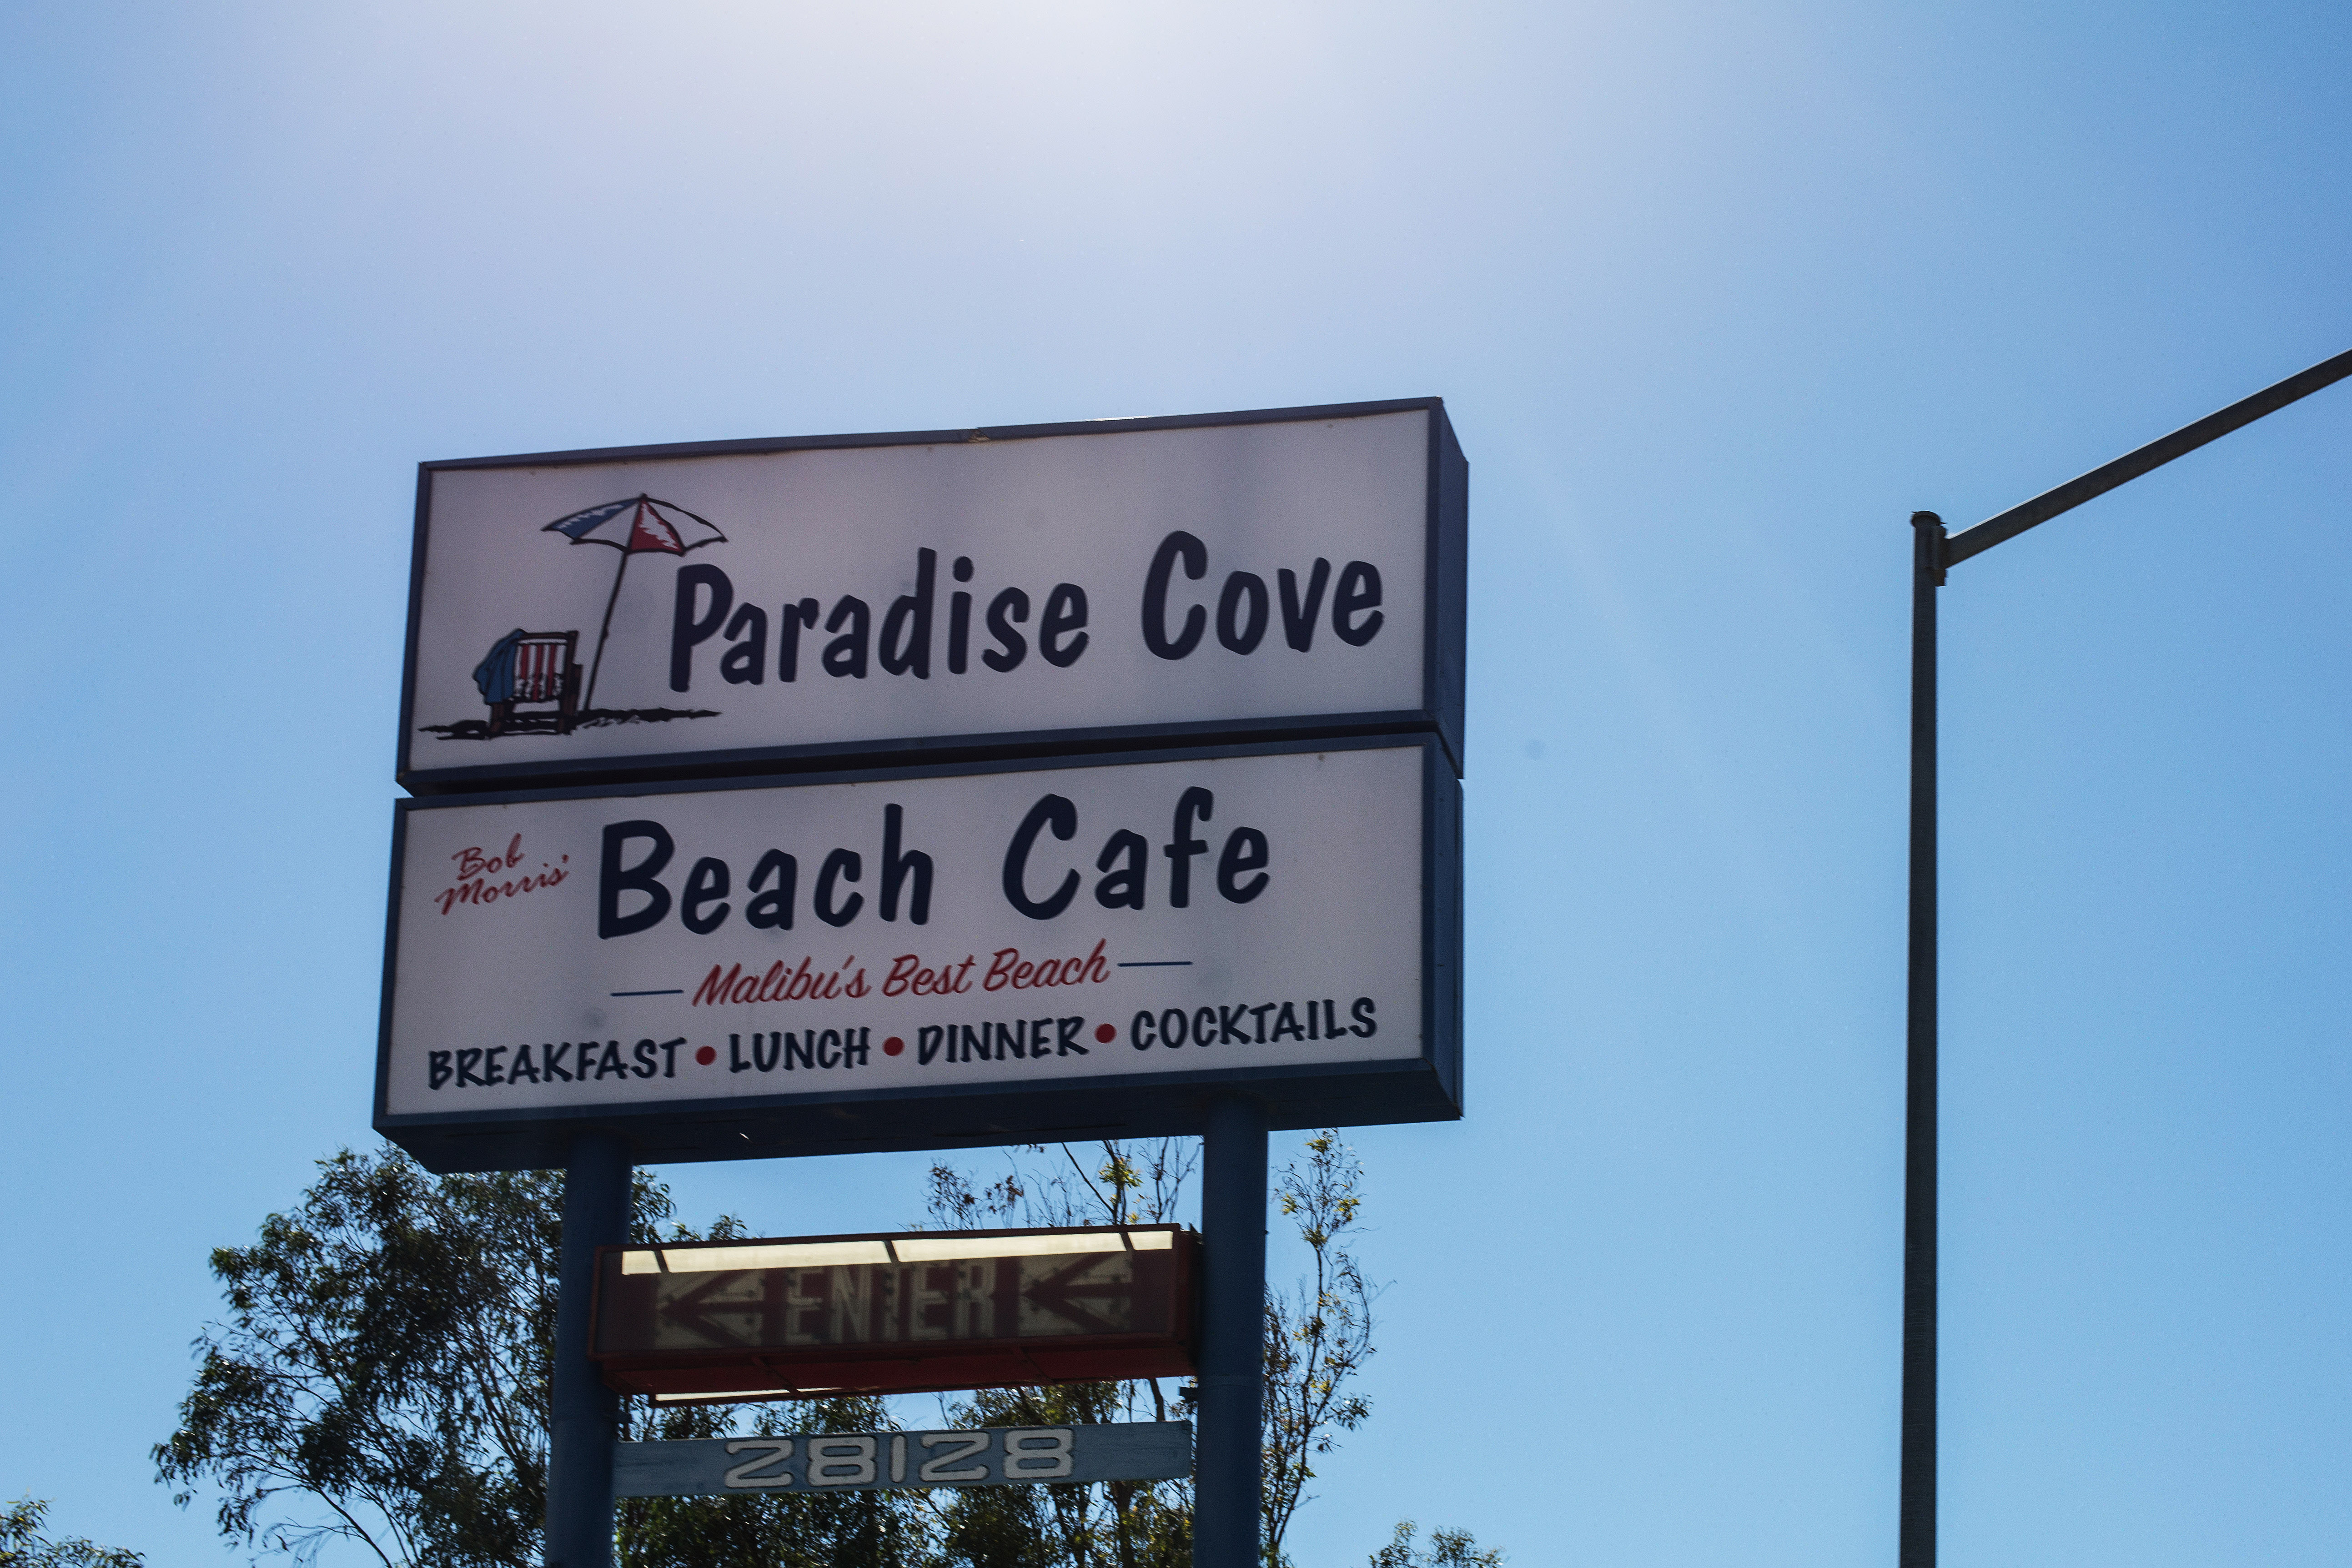 Paradise Cove
Bob Morris' Beach Cafe
Malibu's Best Beach
BREAKFAST • LUNCH • DINNER • COCKTAILS
ENTER
28128